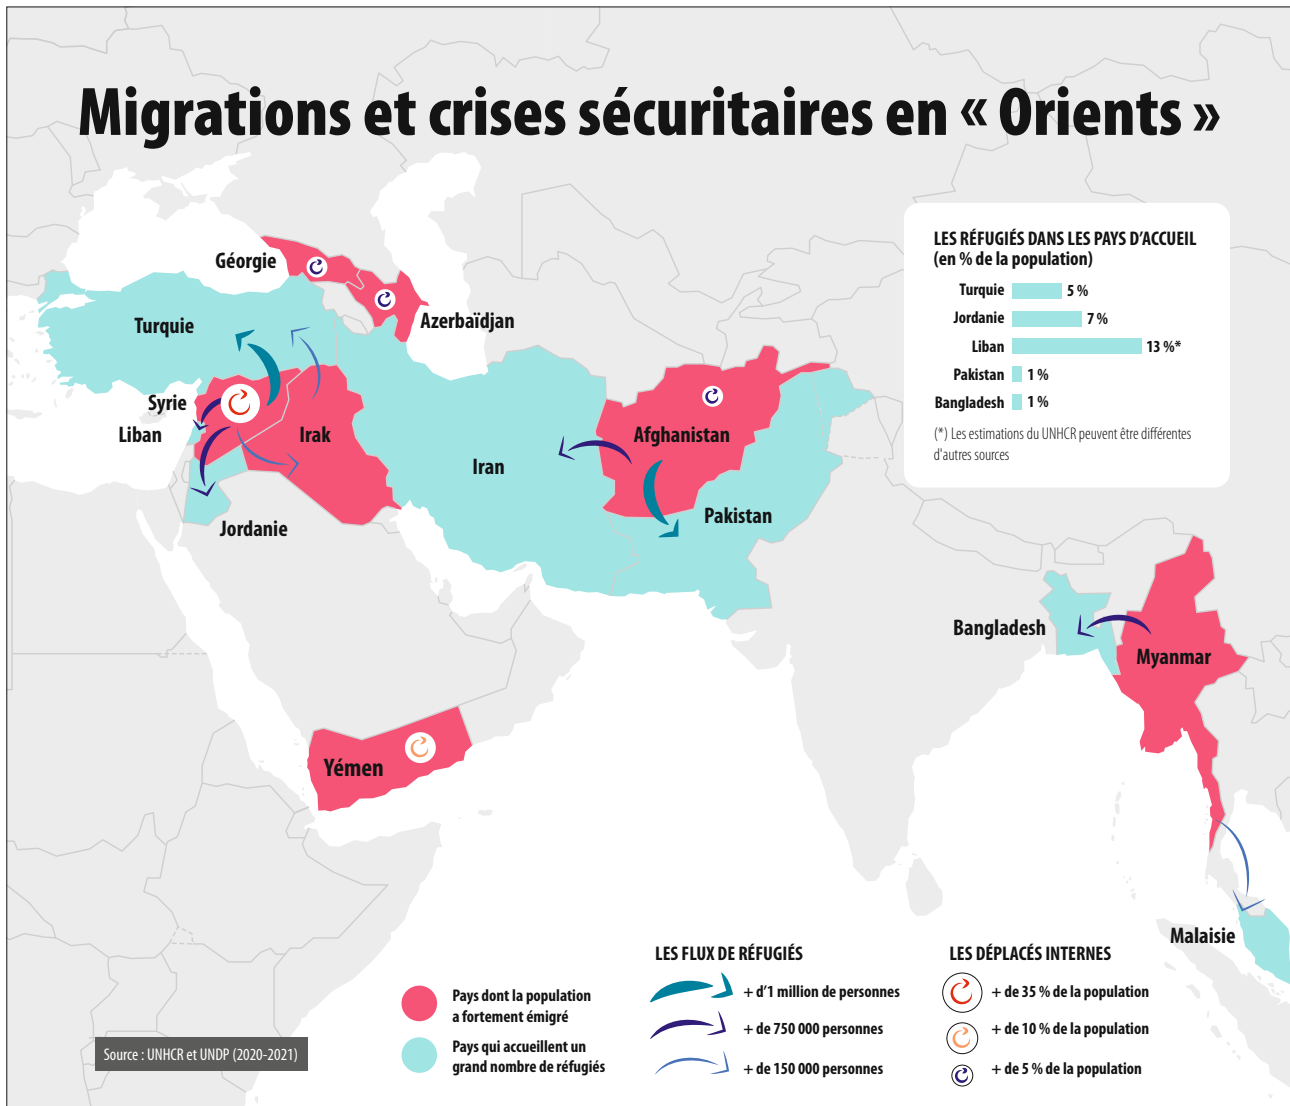 Migrations et crises sécuritaires en « Orients »
LES RÉFUGIÉS DANS LES PAYS D'ACCUEIL
(en % de la population)
Turquie 5 %
Jordanie 7 %
Liban 13 %*
Pakistan 1 %
Bangladesh 1 %
(*) Les estimations du UNHCR peuvent être différentes
d'autres sources
Géorgie
Azerbaïdjan
Turquie
Syrie
Liban
Irak
Iran
Afghanistan
Jordanie
Pakistan
Bangladesh
Myanmar
Yémen
Malaisie
Pays dont la population
a fortement émigré
Pays qui accueillent un
grand nombre de réfugiés
LES FLUX DE RÉFUGIÉS
+ d'1 million de personnes
+ de 750 000 personnes
+ de 150 000 personnes
LES DÉPLACÉS INTERNES
+ de 35 % de la population
+ de 10 % de la population
+ de 5 % de la population
Source : UNHCR et UNDP (2020-2021)